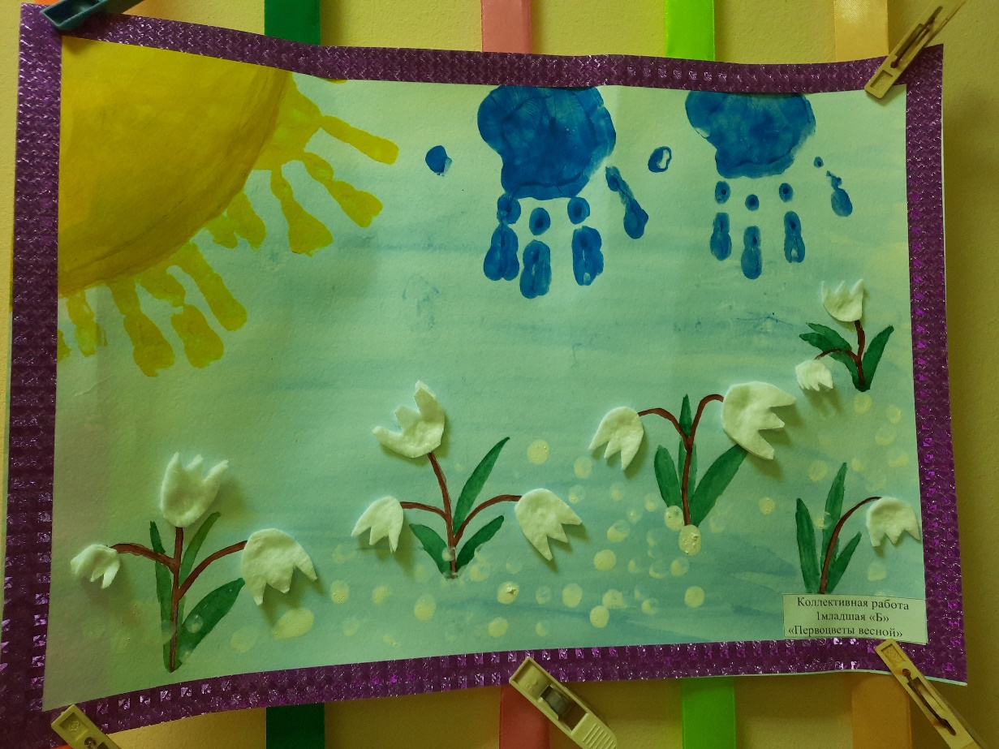 Коллективная работа
1младшая «Б»
«Первоцветы весной»